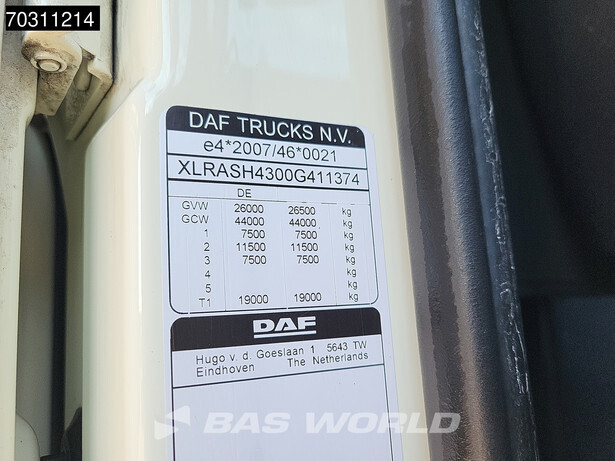 70311214
DAF TRUCKS N.V.
e4*2007/46*0021
XLRASH4300G411374
DE
GVW 26000 26500 kg
GCW 44000 44000 kg
1 7500 7500 kg
2 11500 11500 kg
3 7500 7500 kg
4 kg
5 kg
T1 19000 19000 kg
DAF
Hugo v. d. Goeslaan 1 5643 TW
Eindhoven The Netherlands
BAS WORLD